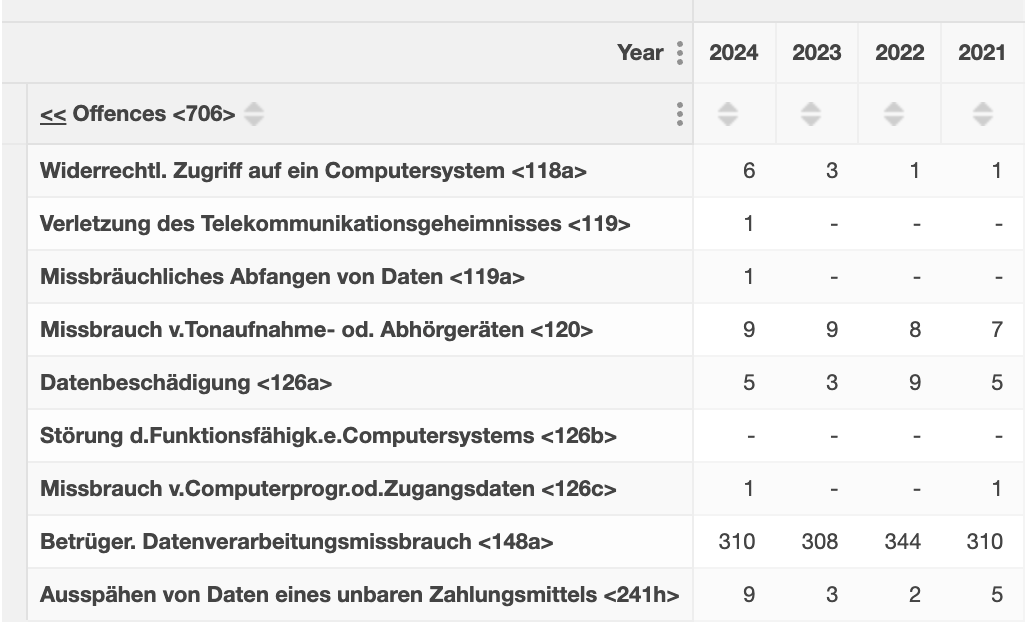 Year 2024 2023 2022 2021
<< Offences <706>
Widerrechtl. Zugriff auf ein Computersystem <118a> 6 3 1 1
Verletzung des Telekommunikationsgeheimnisses <119> 1 - - -
Missbräuchliches Abfangen von Daten <119a> 1 - - -
Missbrauch v.Tonaufnahme- od. Abhörgeräten <120> 9 9 8 7
Datenbeschädigung <126a> 5 3 9 5
Störung d.Funktionsfähigk.e.Computersystems <126b> - - - -
Missbrauch v.Computerprogr.od.Zugangsdaten <126c> 1 - - 1
Betrüger. Datenverarbeitungsmissbrauch <148a> 310 308 344 310
Ausspähen von Daten eines unbaren Zahlungsmittels <241h> 9 3 2 5